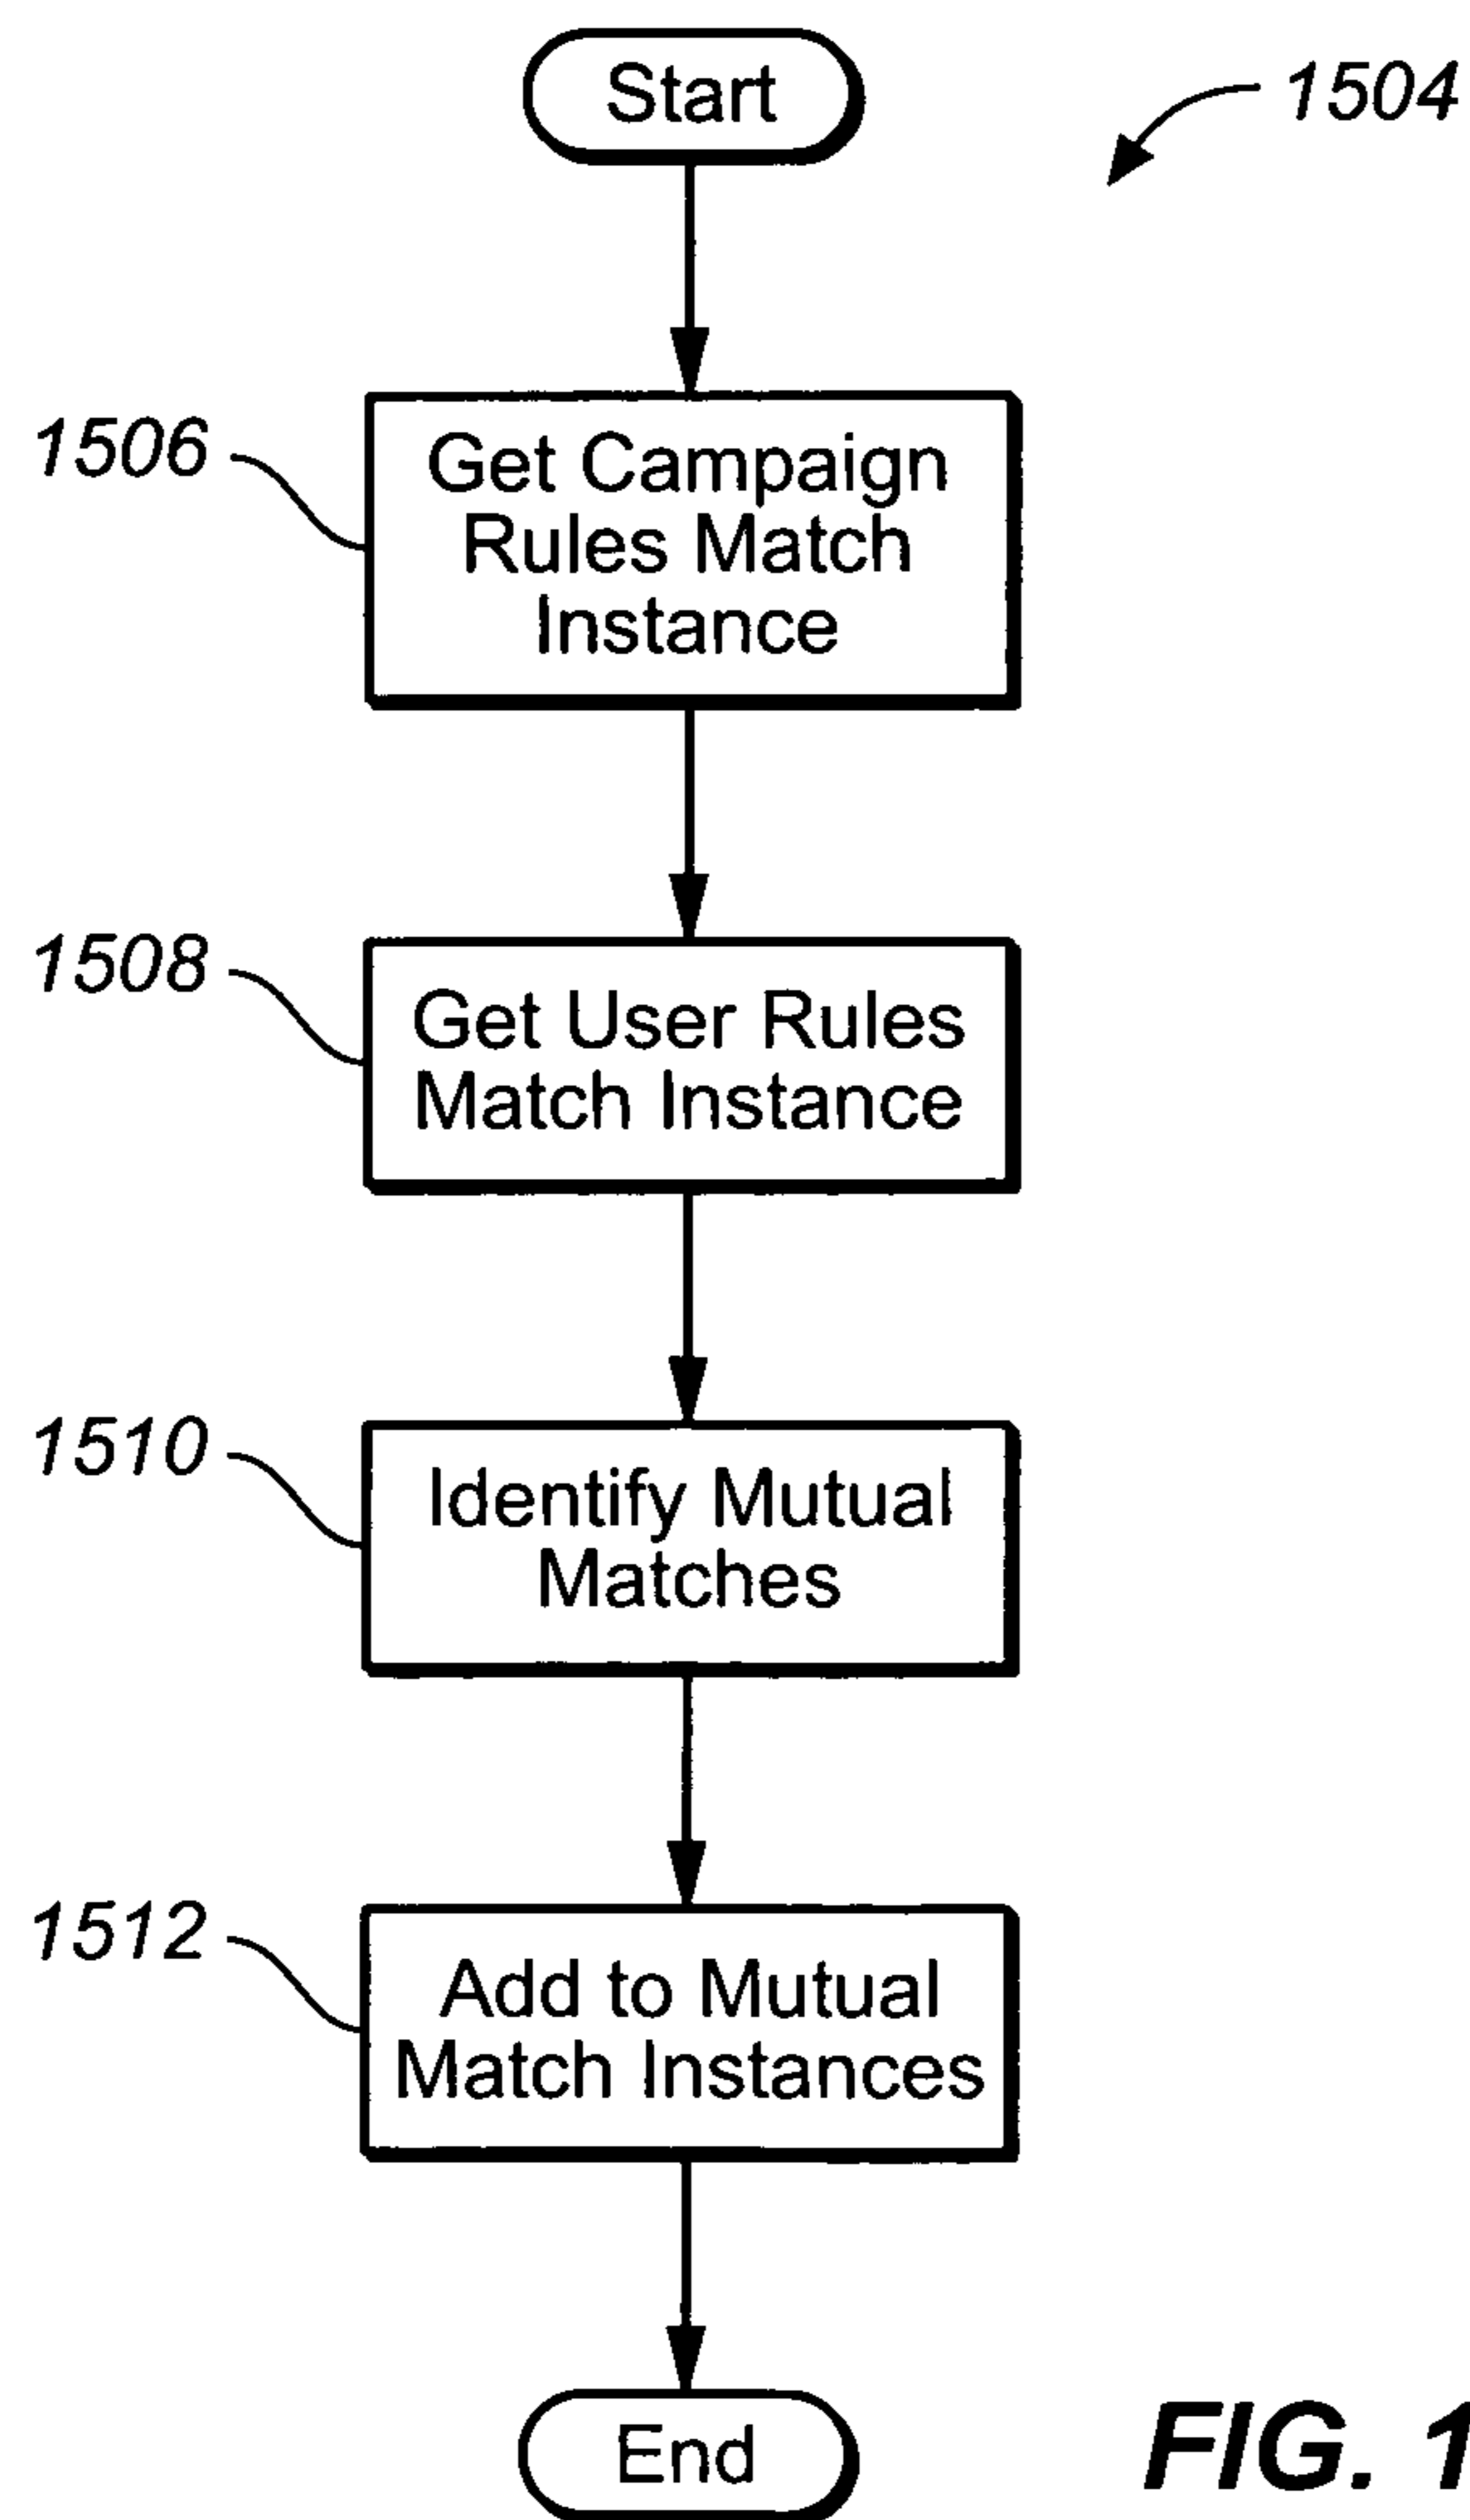 Start
1504
1506
Get Campaign
Rules Match
Instance
1508
Get User Rules
Match Instance
1510
Identify Mutual
Matches
1512
Add to Mutual
Match Instances
End
FIG. 1